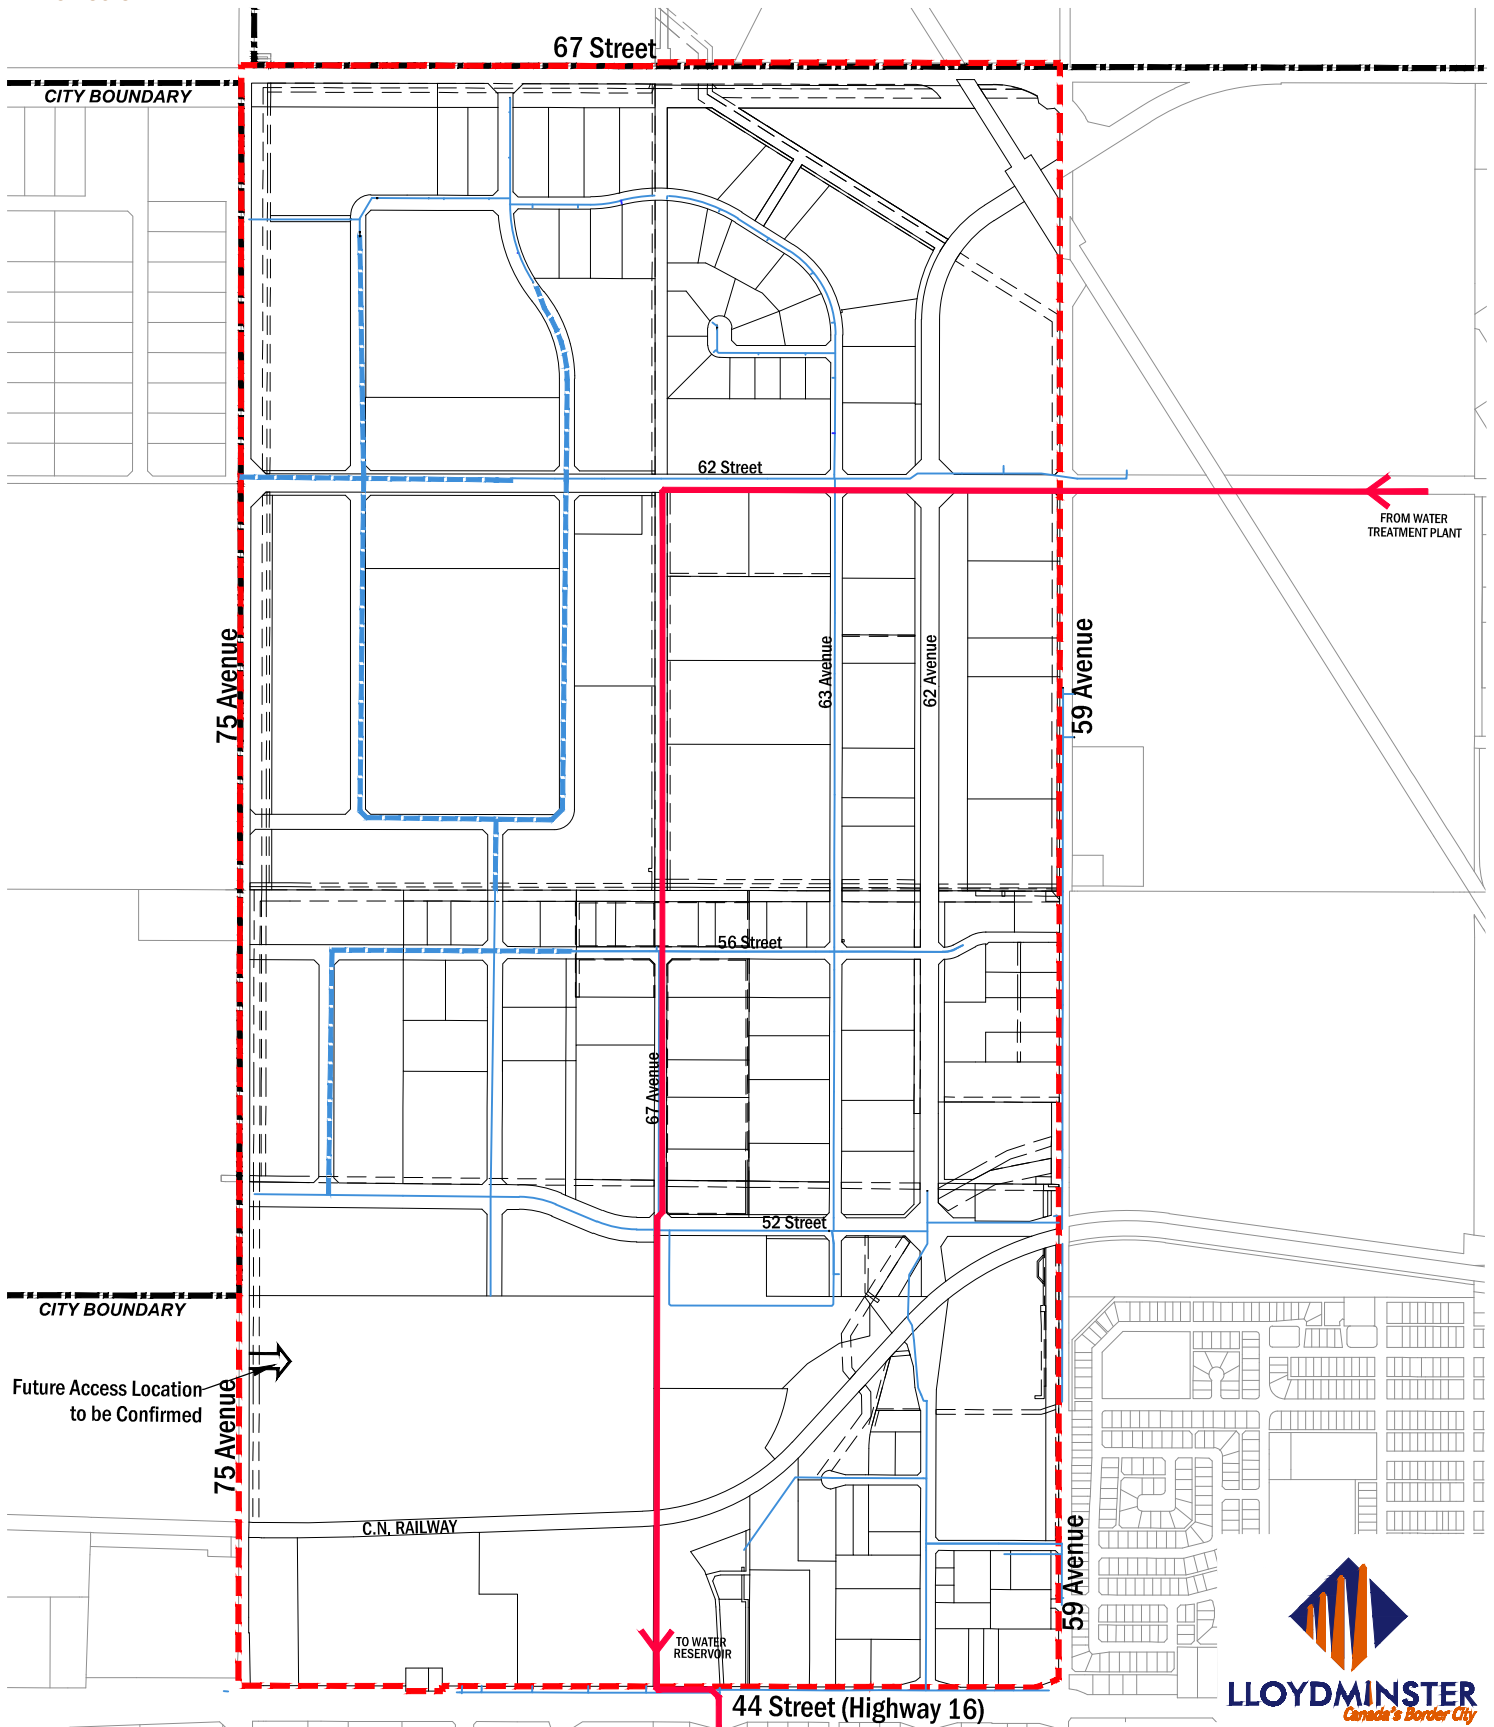 67 Street
CITY BOUNDARY
62 Street
FROM WATER
TREATMENT PLANT
75 Avenue
63 Avenue
62 Avenue
59 Avenue
56 Street
67 Avenue
52 Street
CITY BOUNDARY
Future Access Location
to be Confirmed
75 Avenue
C.N. RAILWAY
59 Avenue
TO WATER
RESERVOIR
44 Street (Highway 16)
LLOYDMINSTER
Canada's Border City